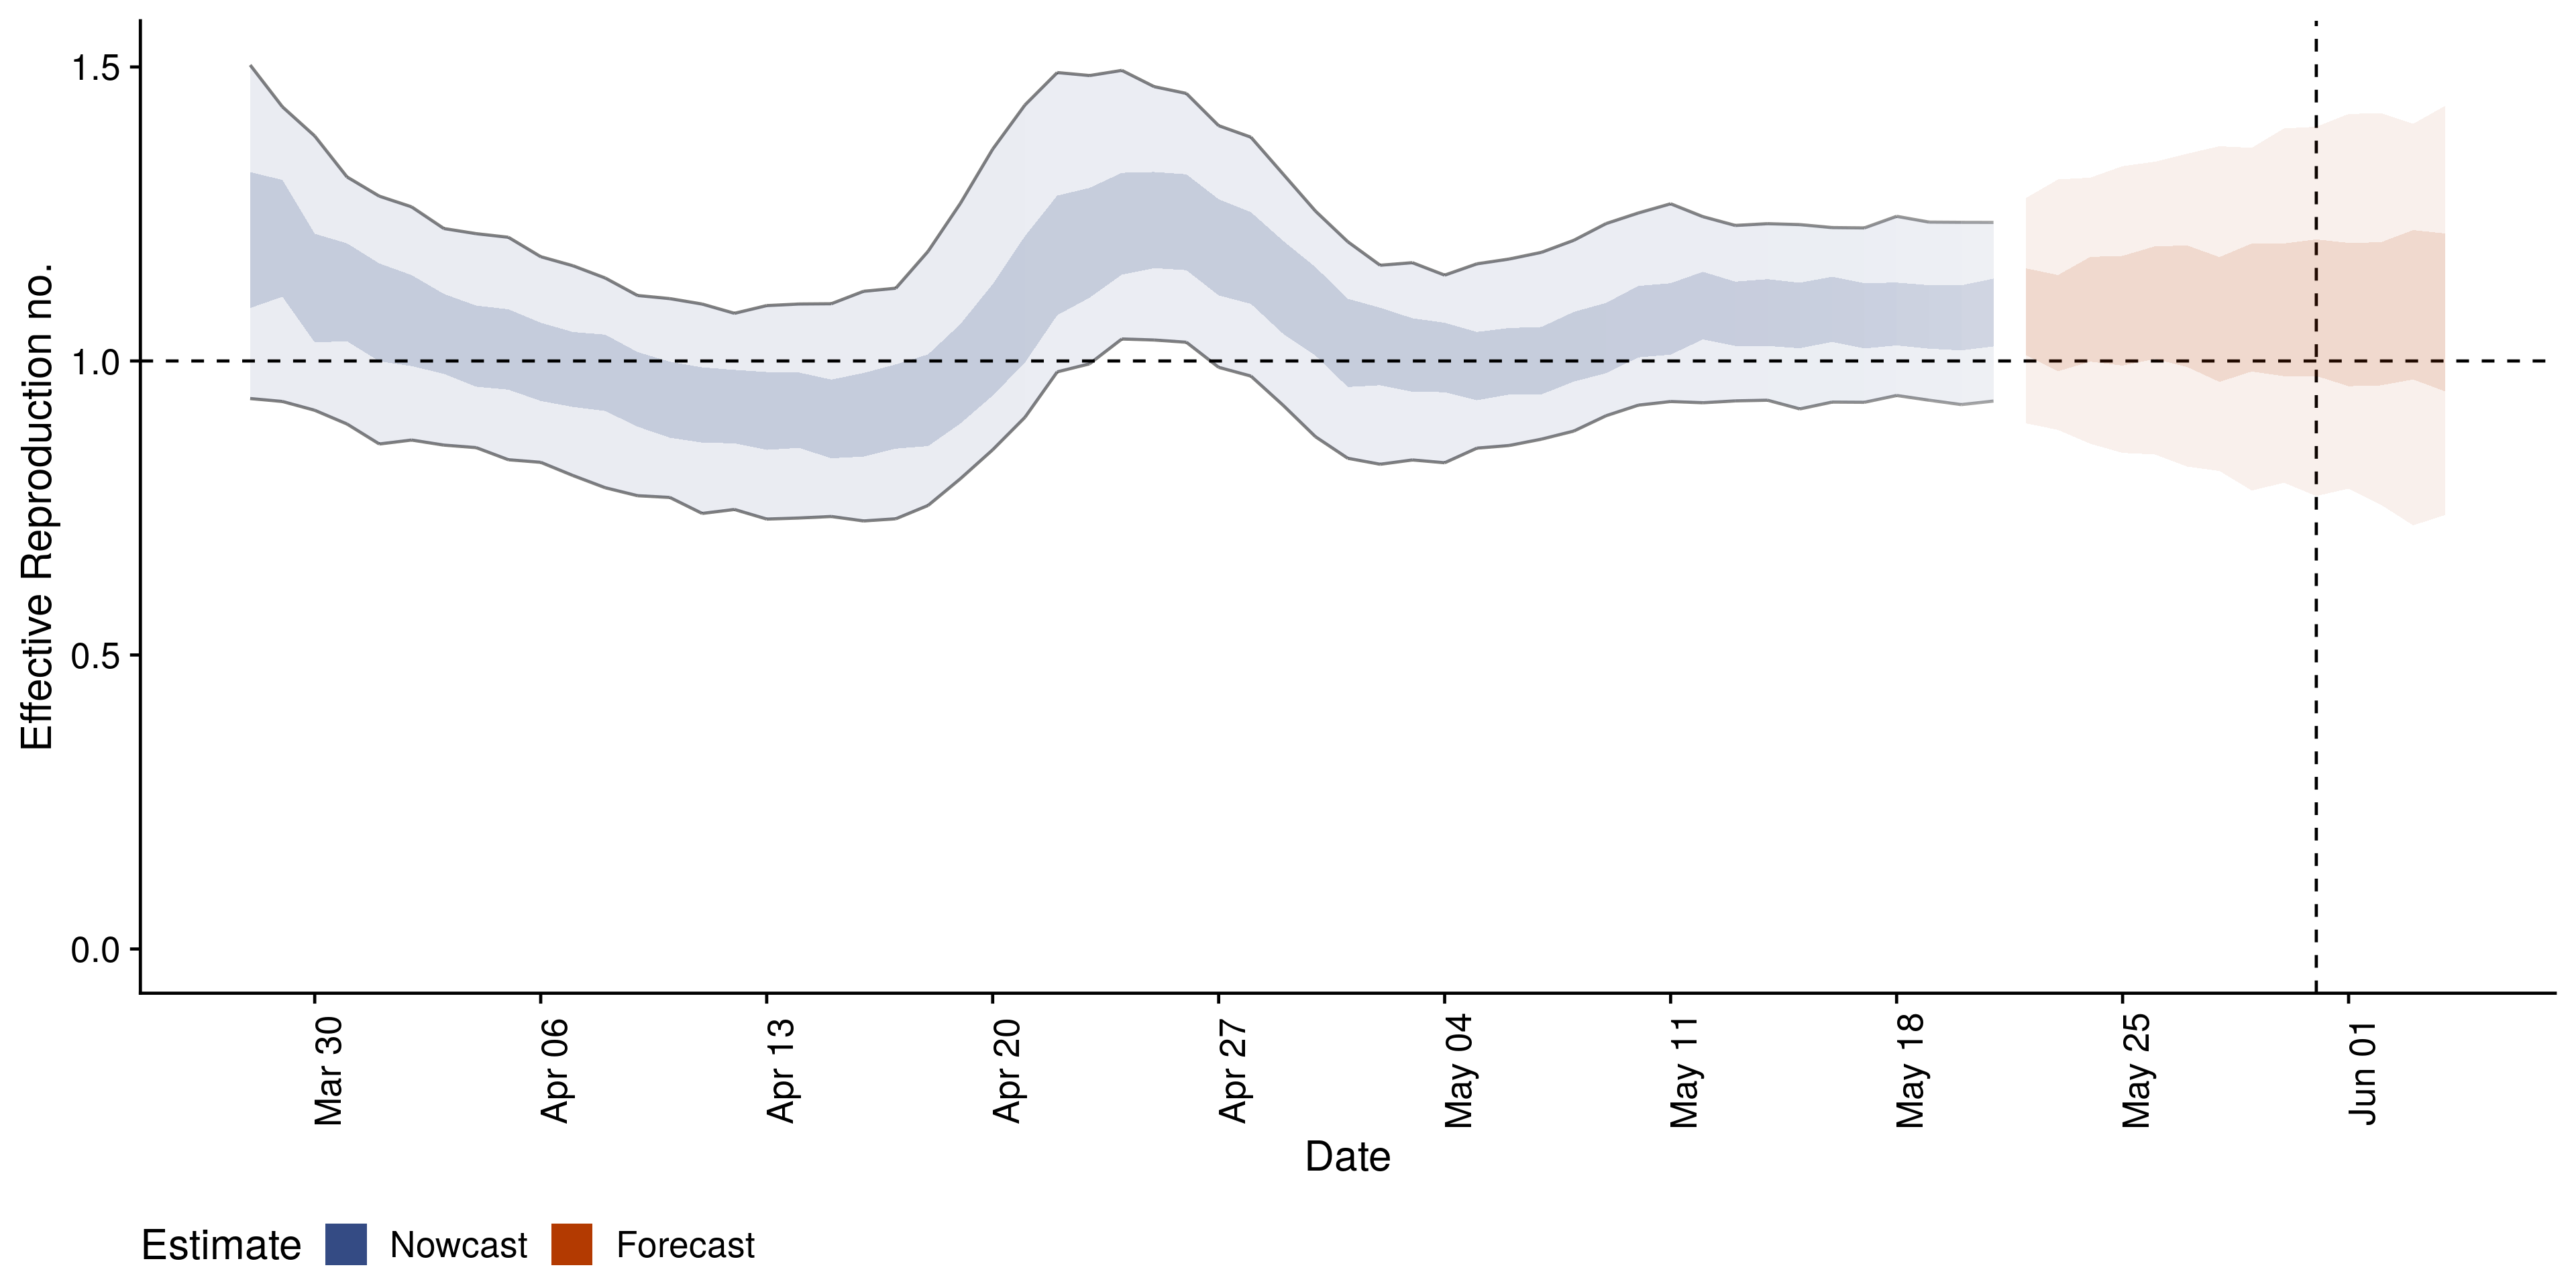 Effective Reproduction no.
1.5
1.0
0.5
0.0
Mar 30
Apr 06
Apr 13
Apr 20
Apr 27
May 04
May 11
May 18
May 25
Jun 01
Date
Estimate Nowcast Forecast